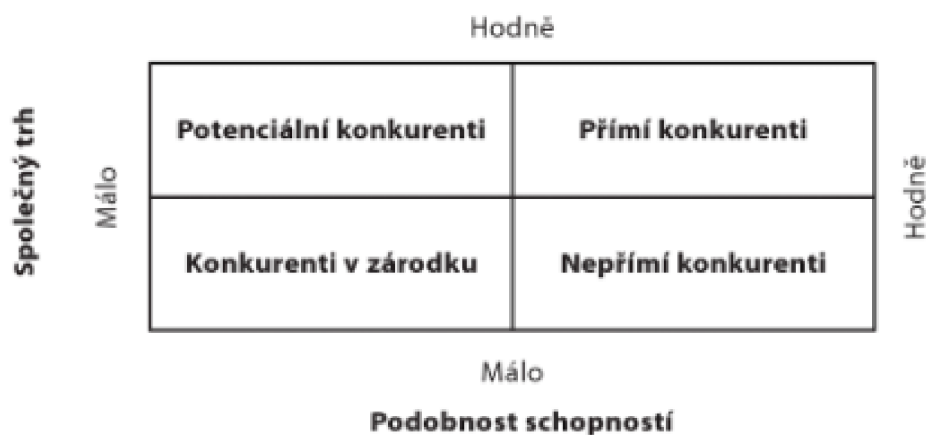 Hodně
Společný trh
Málo
Potenciální konkurenti
Přímí konkurenti
Hodně
Konkurenti v zárodku
Nepřímí konkurenti
Málo
Podobnost schopností